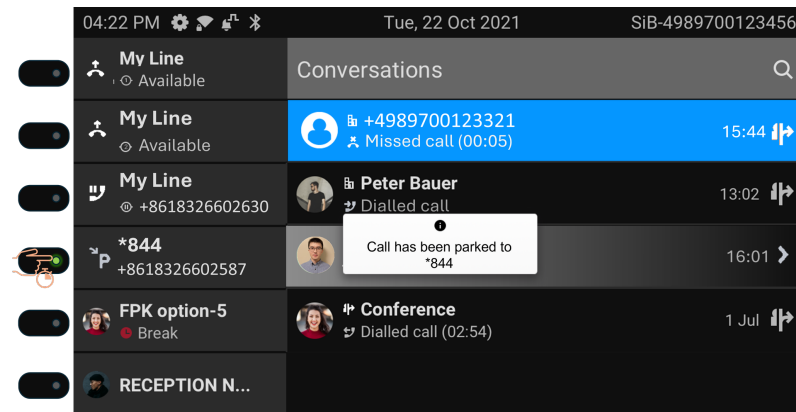 04:22 PM
Tue, 22 Oct 2021
SiB-4989700123456
My Line
Available
Conversations
My Line
Available
+4989700123321
Missed call (00:05)
15:44
My Line
+8618326602630
Peter Bauer
Dialled call
13:02
*844
+8618326602587
Call has been parked to
*844
16:01
FPK option-5
Break
Conference
Dialled call (02:54)
1 Jul
RECEPTION N...